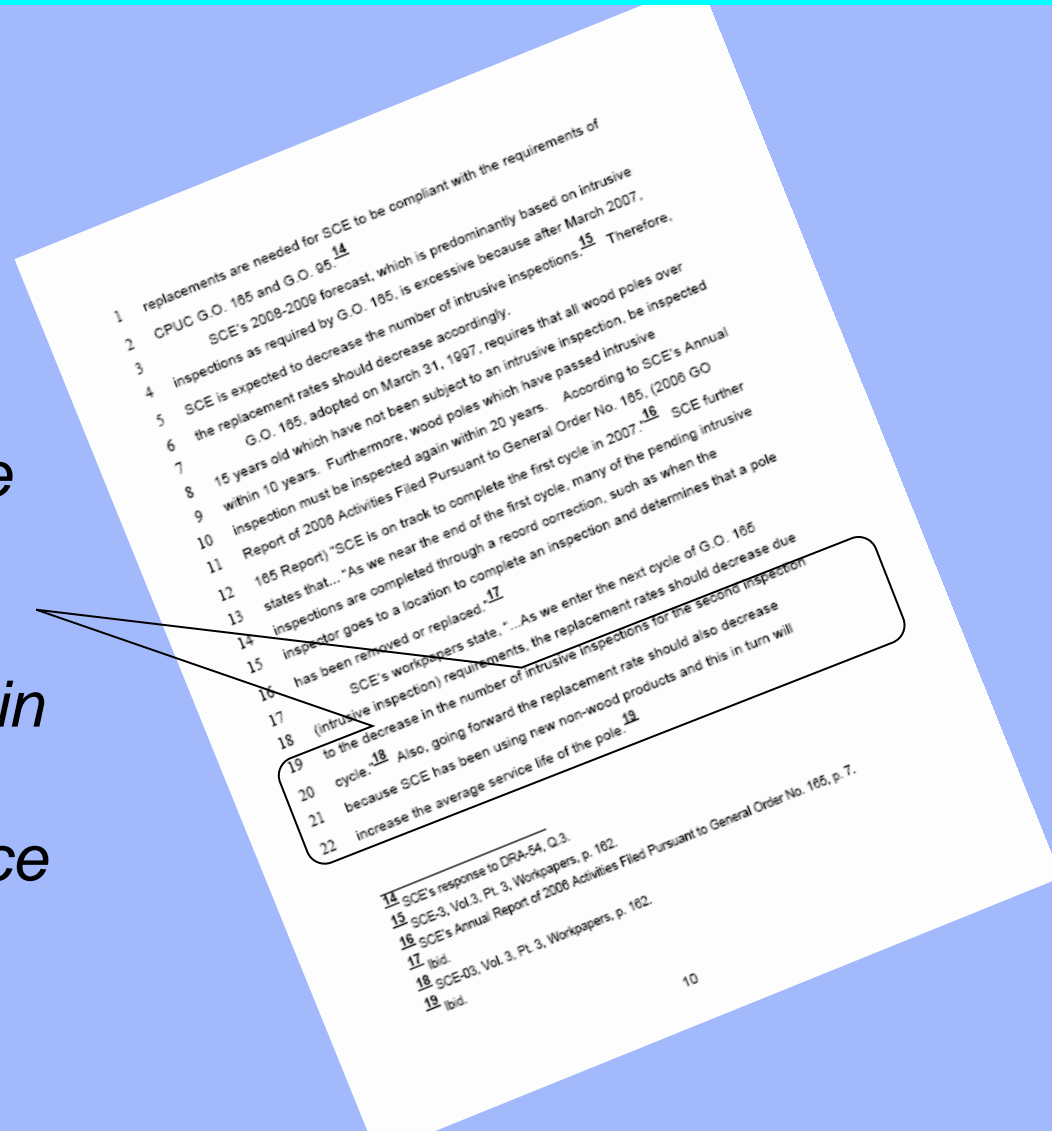 1 replacements are needed for SCE to be compliant with the requirements of
2 CPUC G.O. 165 and G.O. 95.14
3 SCE's 2008-2009 forecast, which is predominantly based on intrusive
4 inspections as required by G.O. 165, is excessive because after March 2007,
5 SCE is expected to decrease the number of intrusive inspections.15 Therefore,
6 the replacement rates should decrease accordingly.
7 G.O. 165, adopted on March 31, 1997, requires that all wood poles over
8 15 years old which have not been subject to an intrusive inspection, be inspected
9 within 10 years. Furthermore, wood poles which have passed intrusive
10 inspection must be inspected again within 20 years. According to SCE's Annual
11 Report of 2006 Activities Filed Pursuant to General Order No. 165, (2006 GO
12 165 Report) "SCE is on track to complete the first cycle in 2007."16 SCE further
13 states that... "As we near the end of the first cycle, many of the pending intrusive
14 inspections are completed through a record correction, such as when the
15 inspector goes to a location to complete an inspection and determines that a pole
16 has been removed or replaced."17
17 SCE's workpapers state, "...As we enter the next cycle of G.O. 165
18 (intrusive inspection) requirements, the replacement rates should decrease due
19 to the decrease in the number of intrusive inspections for the second inspection
20 cycle."18 Also, going forward the replacement rate should also decrease
21 because SCE has been using new non-wood products and this in turn will
22 increase the average service life of the pole.19
14 SCE's response to DRA-54, Q.3.
15 SCE-3, Vol.3, Pt. 3, Workpapers, p. 162.
16 SCE's Annual Report of 2006 Activities Filed Pursuant to General Order No. 165, p. 7.
17 Ibid.
18 SCE-03, Vol. 3, Pt. 3, Workpapers, p. 162.
19 Ibid.
10
e
in
ce